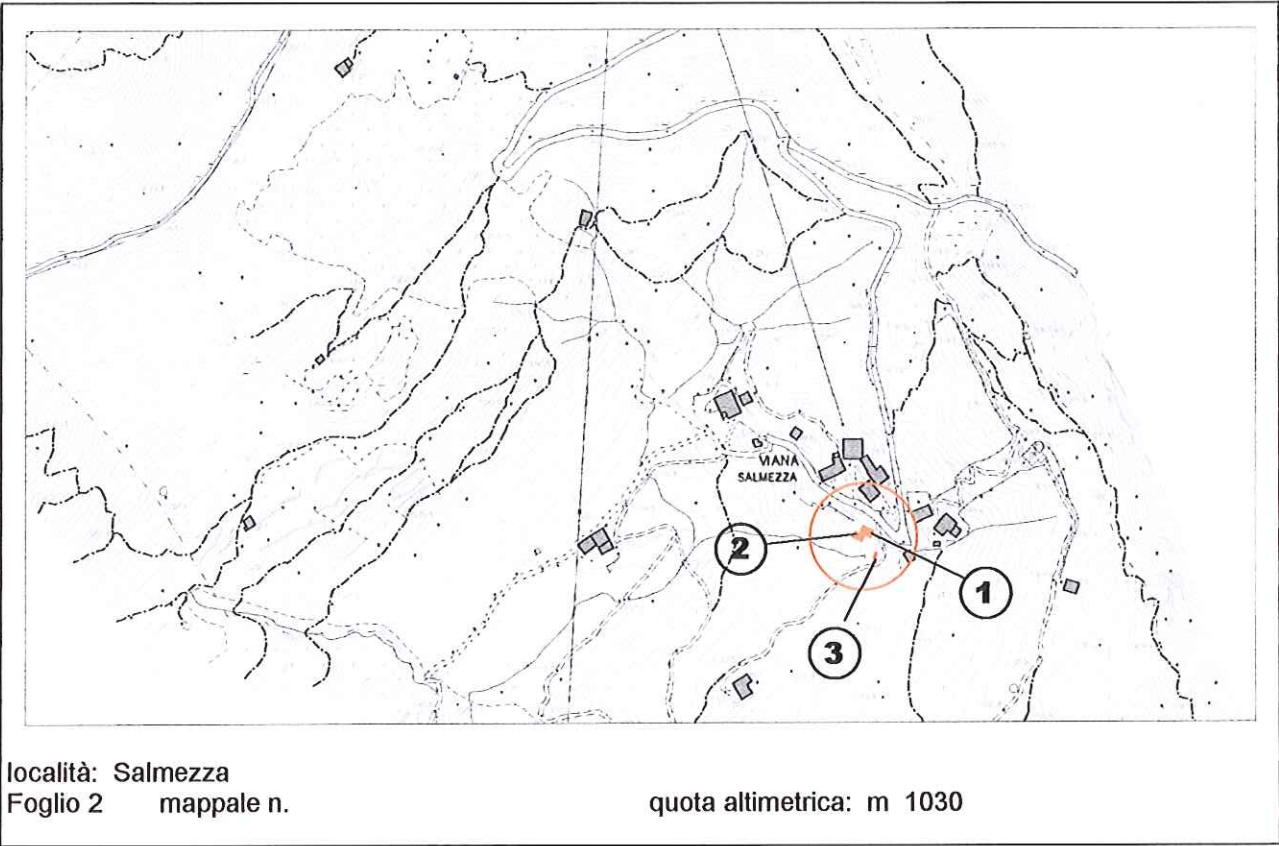 VIANA
SALMEZZA
2
1
3
località: Salmezza
Foglio 2 mappale n.
quota altimetrica: m 1030